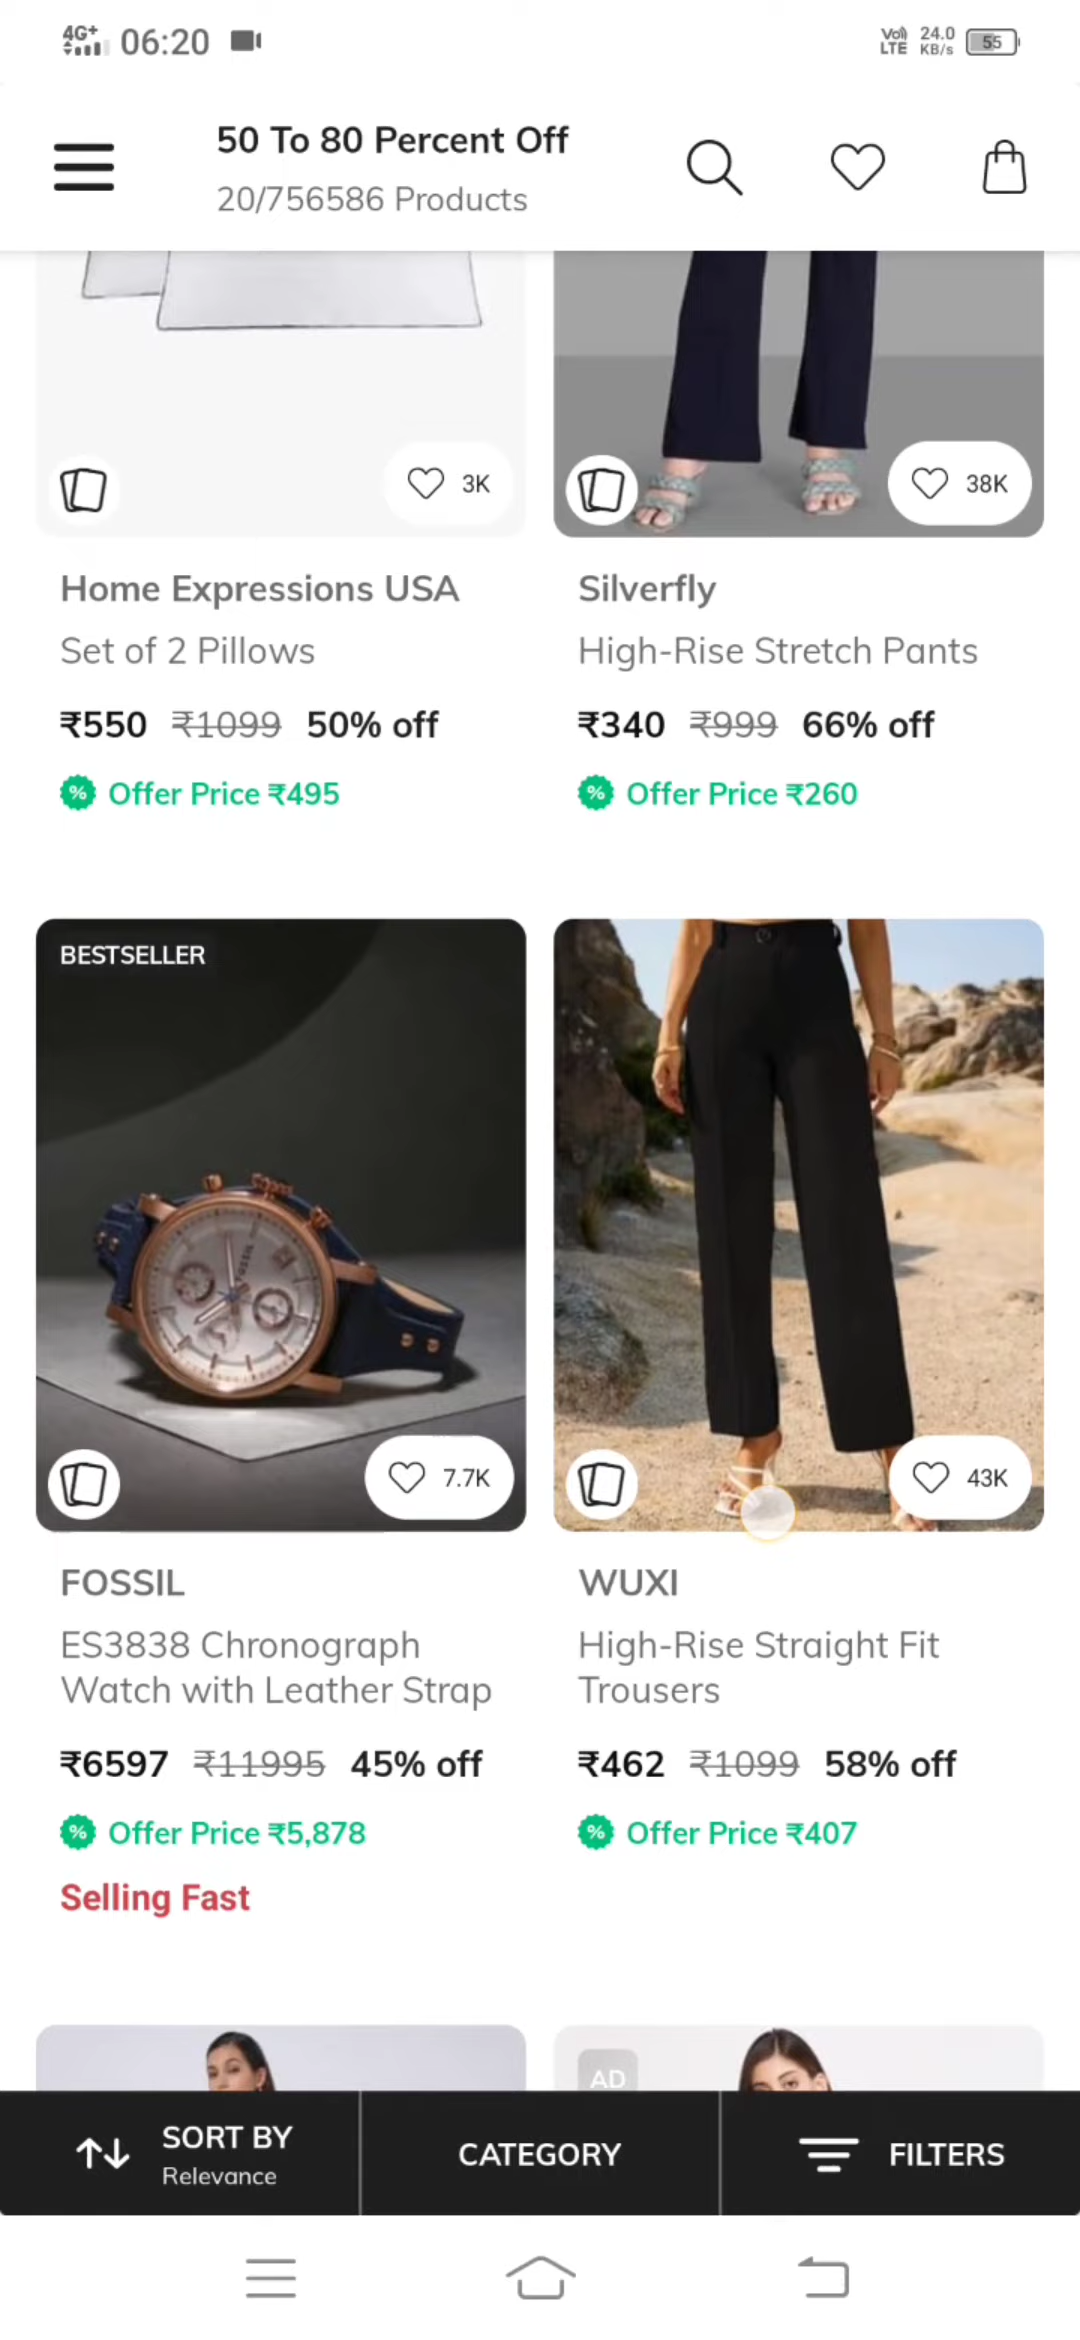 4G+ 06:20
VoI) LTE 24.0 KB/s 55
50 To 80 Percent Off
20/756586 Products
3K
38K
Home Expressions USA
Set of 2 Pillows
₹550 ₹1099 50% off
Offer Price ₹495
Silverfly
High-Rise Stretch Pants
₹340 ₹999 66% off
Offer Price ₹260
BESTSELLER
FOSSIL
7.7K
43K
FOSSIL
ES3838 Chronograph
Watch with Leather Strap
₹6597 ₹11995 45% off
Offer Price ₹5,878
Selling Fast
WUXI
High-Rise Straight Fit
Trousers
₹462 ₹1099 58% off
Offer Price ₹407
AD
SORT BY
Relevance
CATEGORY
FILTERS